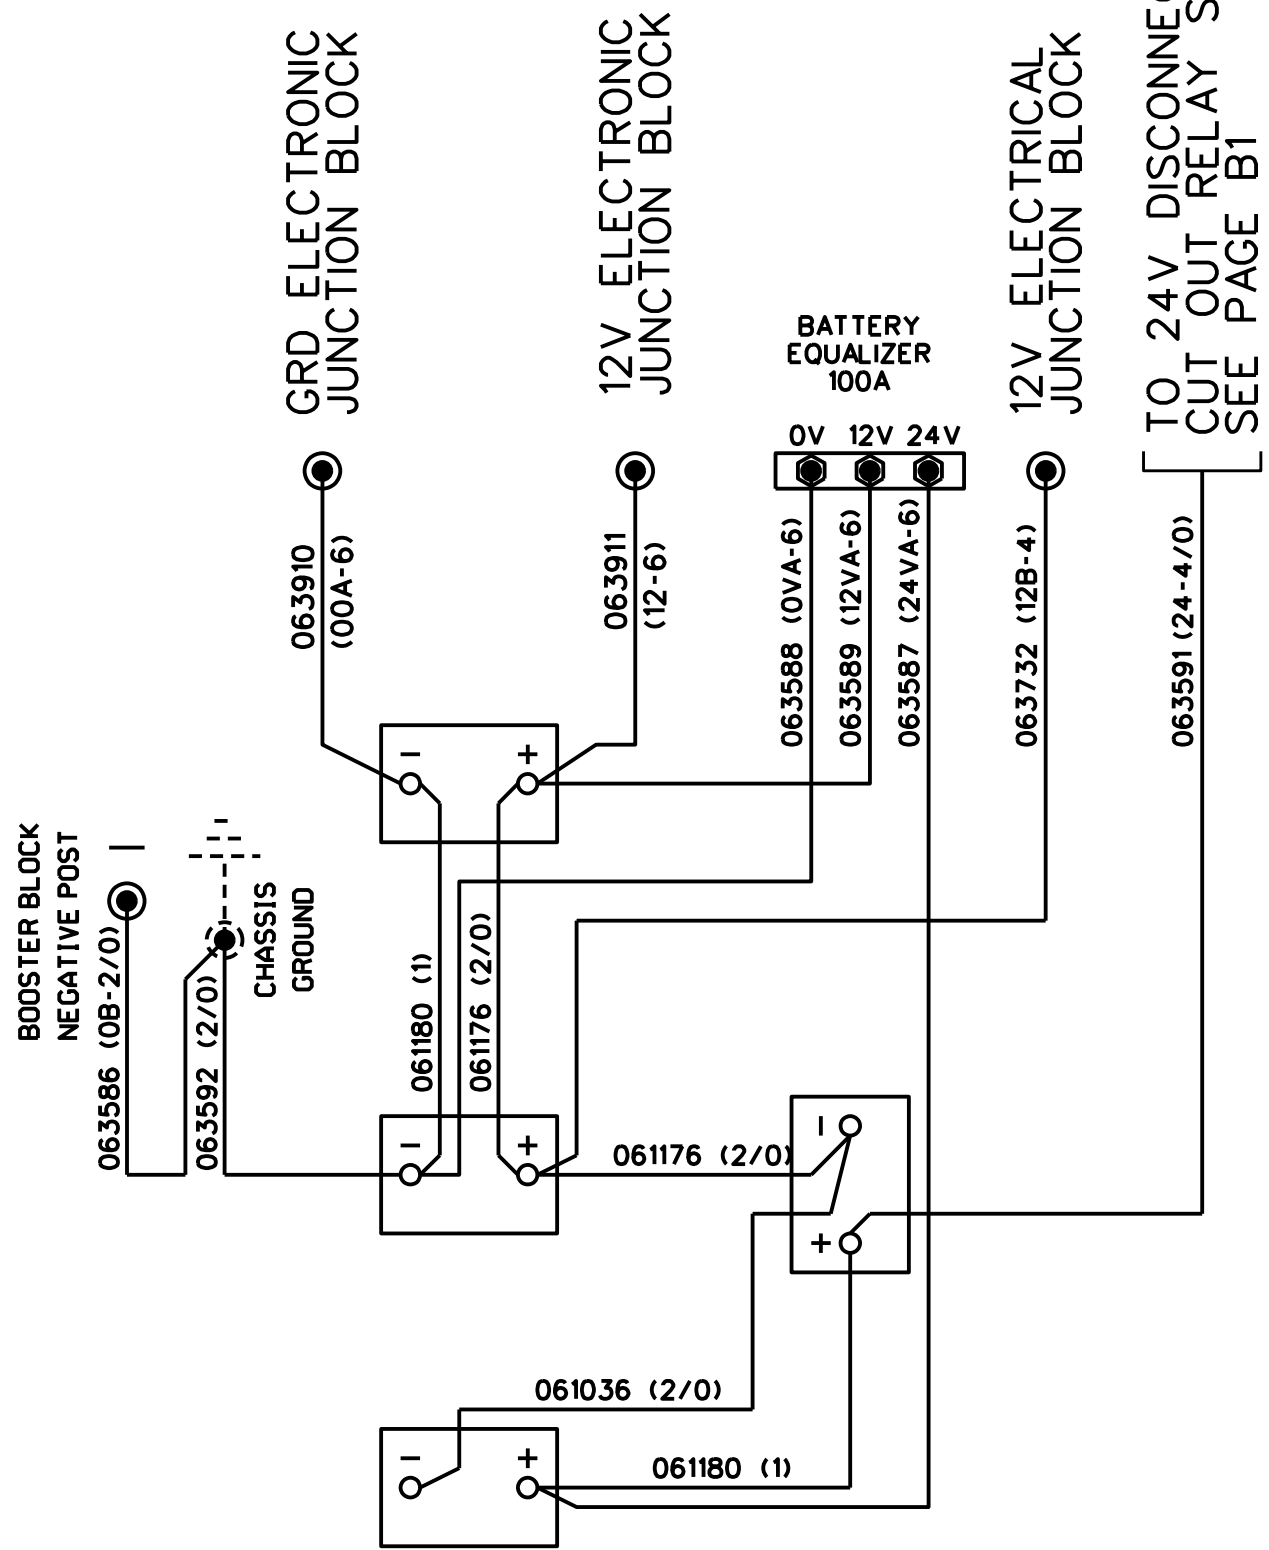 GRD ELECTRONIC
JUNCTION BLOCK
12V ELECTRONIC
JUNCTION BLOCK
BATTERY
EQUALIZER
100A
0V 12V 24V
12V ELECTRICAL
JUNCTION BLOCK
TO 24V
CUT OUT RELAY
SEE PAGE B1
063910
(00A-6)
063911
(12-6)
063588 (0VA-6)
063589 (12VA-6)
063587 (24VA-6)
063732 (12B-4)
063591 (24-4/0)
- +
BOOSTER BLOCK
NEGATIVE POST
-
063586 (0B-2/0)
063592 (2/0)
CHASSIS
GROUND
061180 (1)
061176 (2/0)
- +
061176 (2/0)
-
+
061036 (2/0)
- +
061180 (1)